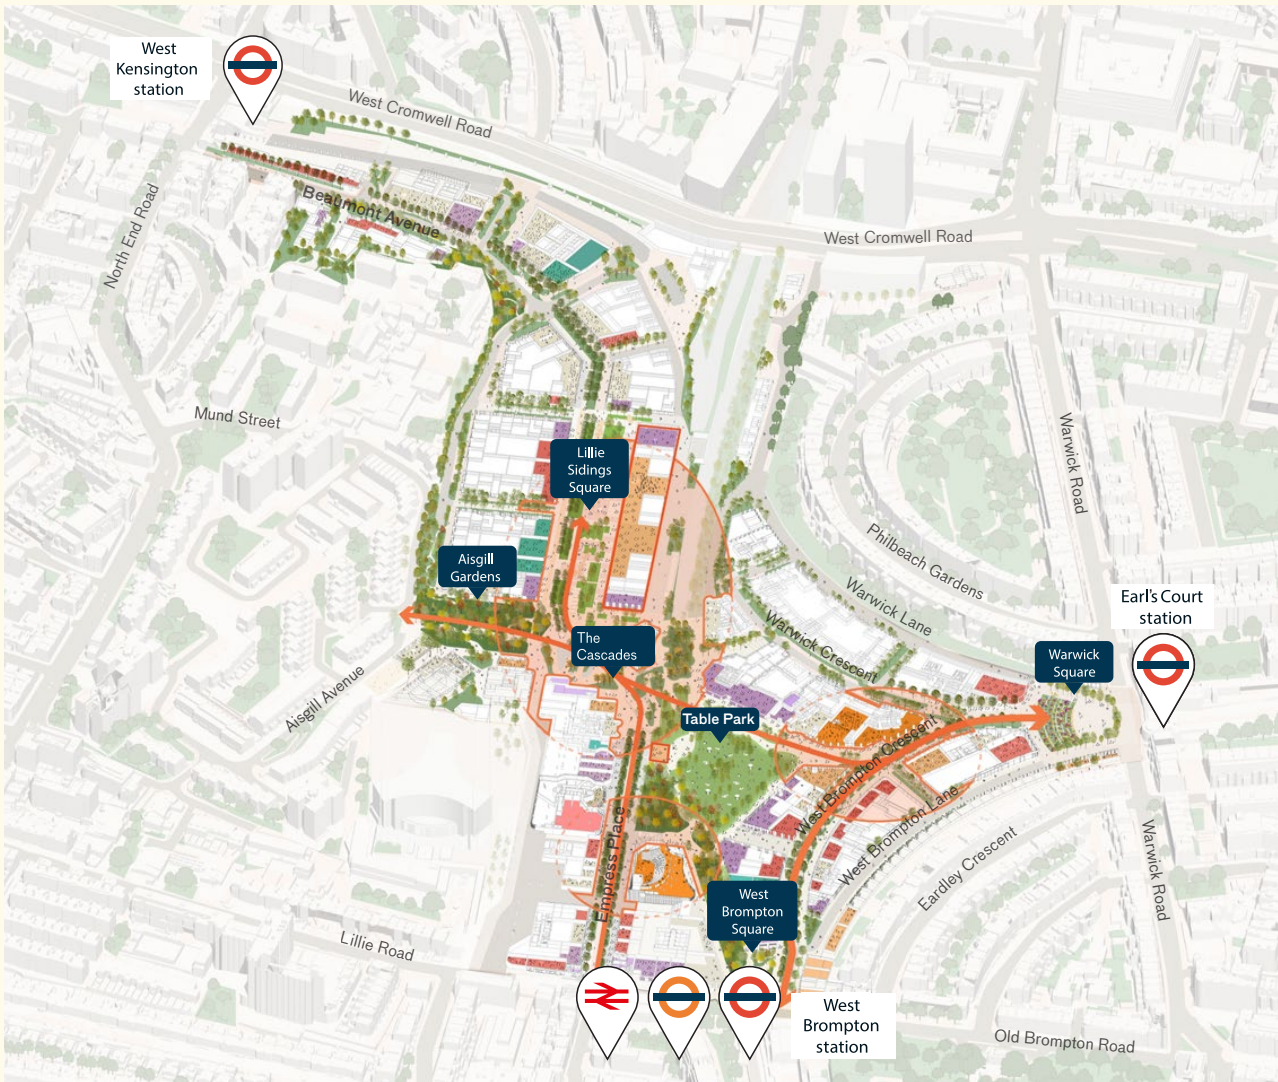 West
Kensington
station
West Cromwell Road
North End Road
Beaumont Avenue
West Cromwell Road
Mund Street
Warwick Road
Lillie
Sidings
Square
Philbeach Gardens
Aisgill
Gardens
Warwick Lane
Earl's Court
station
Warwick Crescent
The
Cascades
Warwick
Square
Aisgill Avenue
Table Park
West Brompton Crescent
West Brompton Lane
Empress Place
Eardley Crescent
Warwick Road
West
Brompton
Square
Lillie Road
West
Brompton
station
Old Brompton Road